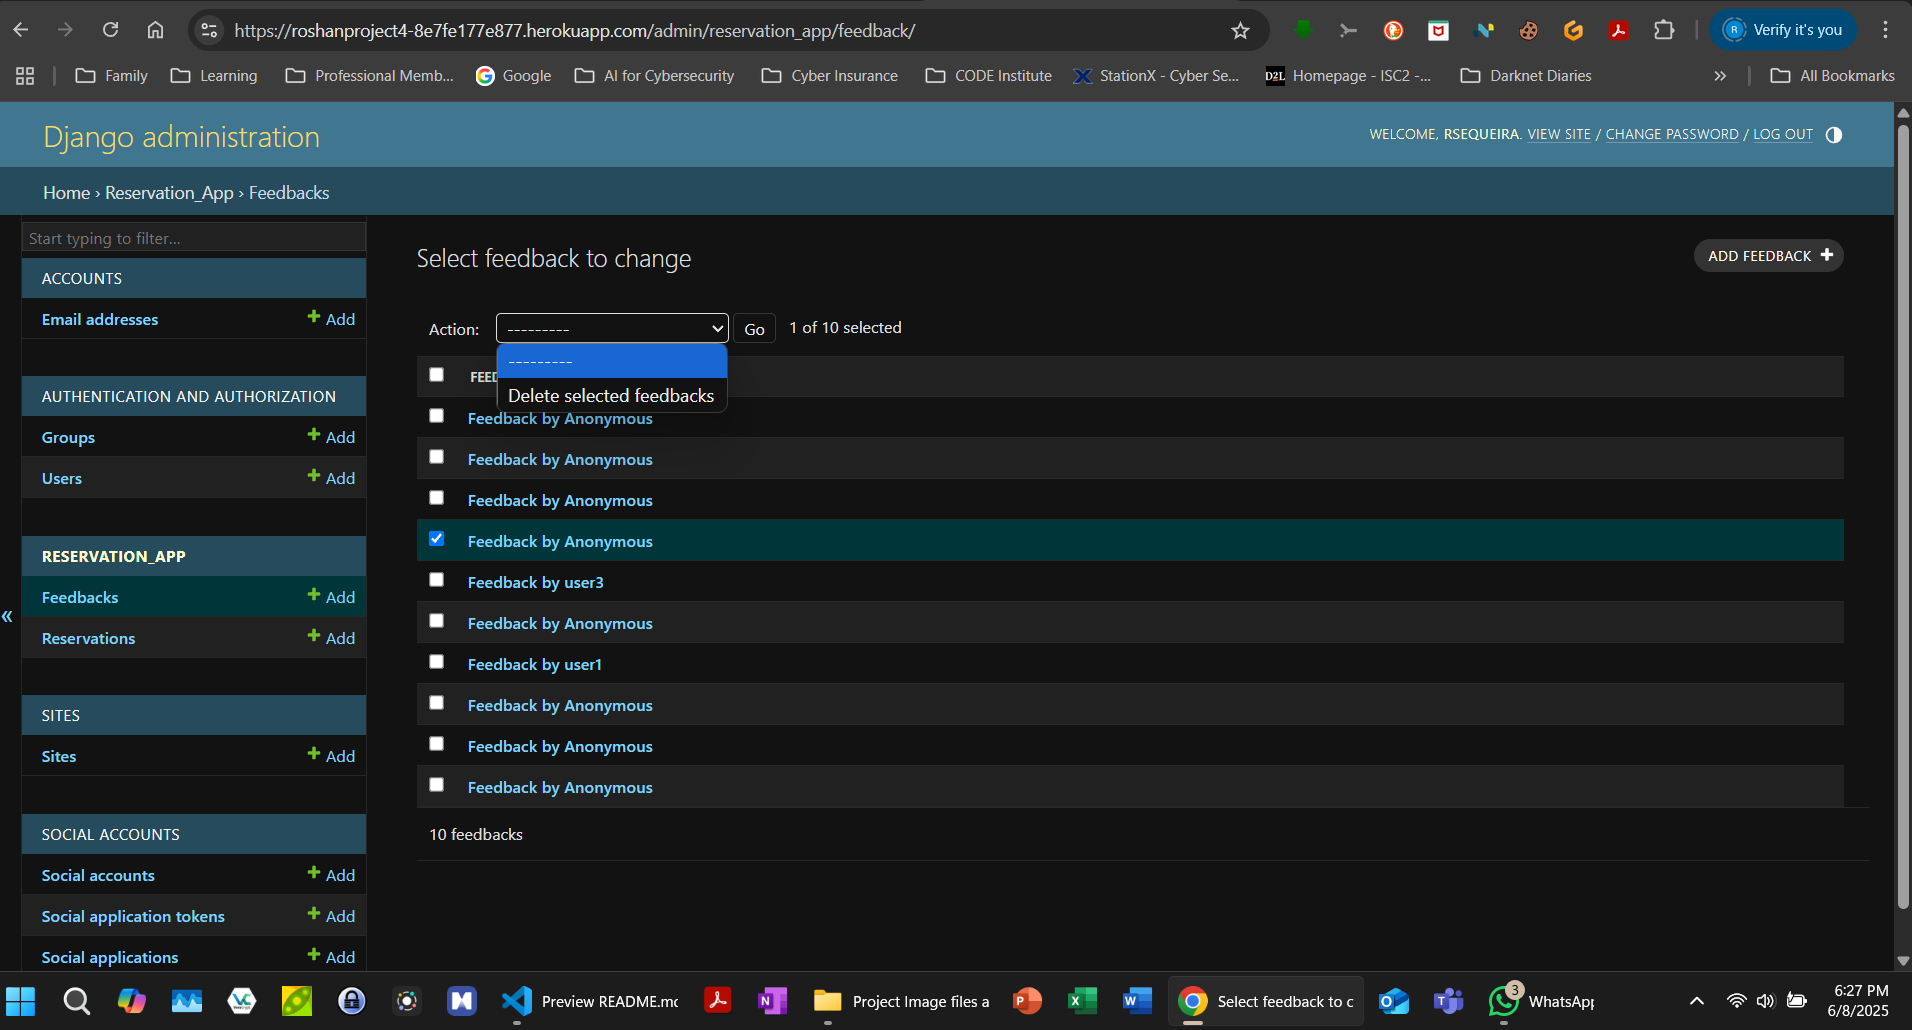 https://roshanproject4-8e7fe177e877.herokuapp.com/admin/reservation_app/feedback/
R Verify it's you
Family
Learning
Professional Memb...
Google
AI for Cybersecurity
Cyber Insurance
CODE Institute
StationX - Cyber Se...
D2L Homepage - ISC2 -...
Darknet Diaries
»
All Bookmarks
Django administration
WELCOME, RSEQUEIRA. VIEW SITE / CHANGE PASSWORD / LOG OUT
Home › Reservation_App › Feedbacks
Start typing to filter...
ACCOUNTS
Email addresses + Add
AUTHENTICATION AND AUTHORIZATION
Groups + Add
Users + Add
RESERVATION_APP
Feedbacks + Add
Reservations + Add
SITES
Sites + Add
SOCIAL ACCOUNTS
Social accounts + Add
Social application tokens + Add
Social applications + Add
«
Select feedback to change
ADD FEEDBACK +
Action: --------- Go 1 of 10 selected
---------
Delete selected feedbacks
FEED
Feedback by Anonymous
Feedback by Anonymous
Feedback by Anonymous
Feedback by Anonymous
Feedback by user3
Feedback by Anonymous
Feedback by user1
Feedback by Anonymous
Feedback by Anonymous
Feedback by Anonymous
10 feedbacks
Preview README.md
Project Image files a
Select feedback to c
3
WhatsApp
6:27 PM
6/8/2025